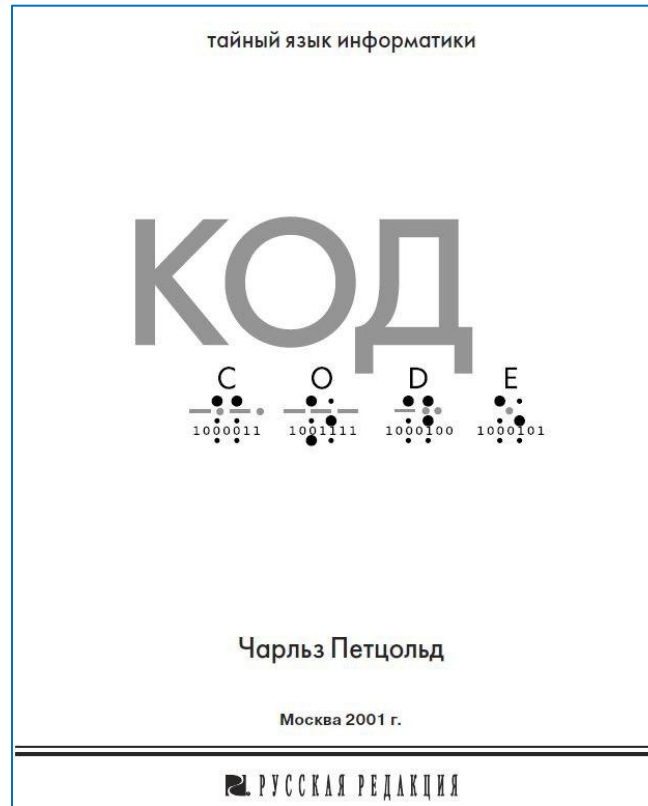 тайный язык информатики
КОД
C O D E
1000011 1001111 1000100 1000101
Чарльз Петцольд
Москва 2001 г.
РУССКАЯ РЕДАКЦИЯ